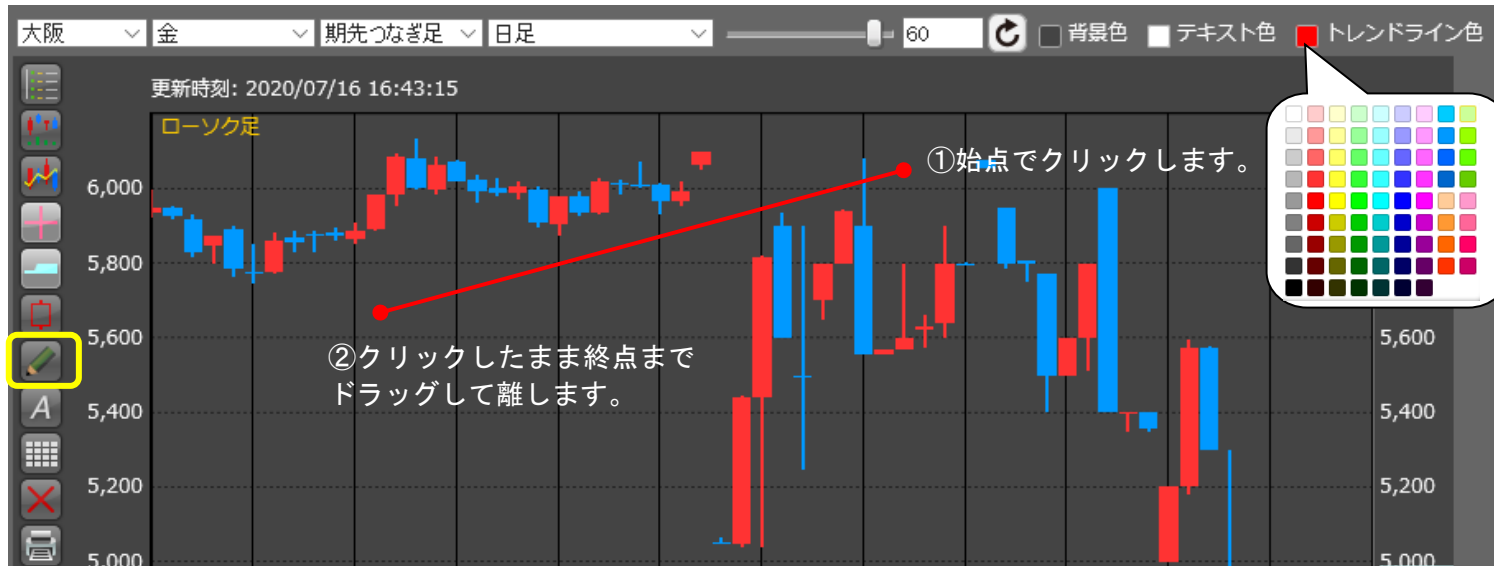 大阪 金 期先つなぎ足 日足 60 背景色 テキスト色 トレンドライン色
更新時刻: 2020/07/16 16:43:15
ローソク足
①始点でクリックします。
6,000
5,800
5,600 5,600
②クリックしたまま終点まで
ドラッグして離します。
A
5,400 5,400
5,200 5,200
5,000 5,000